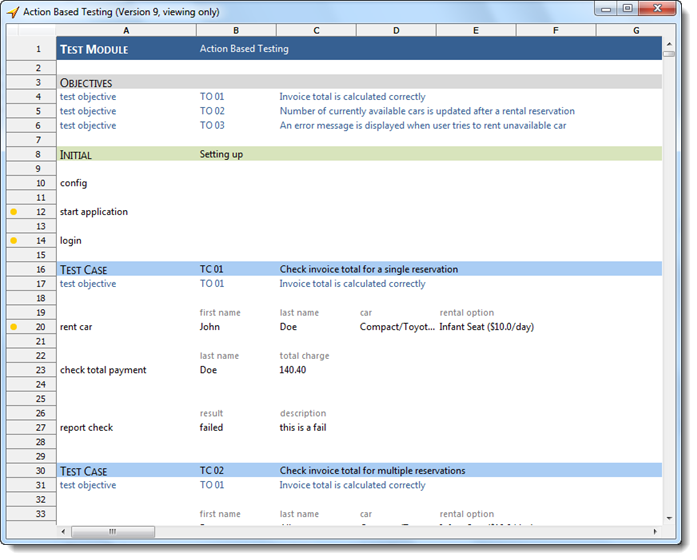 Action Based Testing (Version 9, viewing only)
A B C D E F G
1 TEST MODULE Action Based Testing
2
3 OBJECTIVES
4 test objective TO 01 Invoice total is calculated correctly
5 test objective TO 02 Number of currently available cars is updated after a rental reservation
6 test objective TO 03 An error message is displayed when user tries to rent unavailable car
7
8 INITIAL Setting up
9
10 config
11
12 start application
13
14 login
15
16 TEST CASE TC 01 Check invoice total for a single reservation
17 test objective TO 01 Invoice total is calculated correctly
18
19 first name last name car rental option
20 rent car John Doe Compact/Toyot... Infant Seat ($10.0/day)
21
22 last name total charge
23 check total payment Doe 140.40
24
25
26 result description
27 report check failed this is a fail
28
29
30 TEST CASE TC 02 Check invoice total for multiple reservations
31 test objective TO 01 Invoice total is calculated correctly
32
33 first name last name car rental option